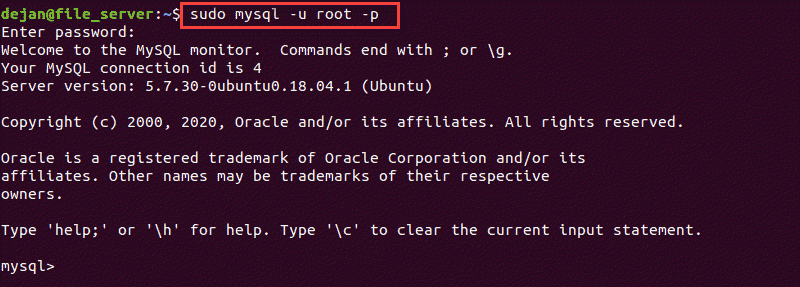 dejan@file_server:~$ sudo mysql -u root -p
Enter password:
Welcome to the MySQL monitor.  Commands end with ; or \g.
Your MySQL connection id is 4
Server version: 5.7.30-0ubuntu0.18.04.1 (Ubuntu)

Copyright (c) 2000, 2020, Oracle and/or its affiliates. All rights reserved.

Oracle is a registered trademark of Oracle Corporation and/or its
affiliates. Other names may be trademarks of their respective
owners.

Type 'help;' or '\h' for help. Type '\c' to clear the current input statement.

mysql>